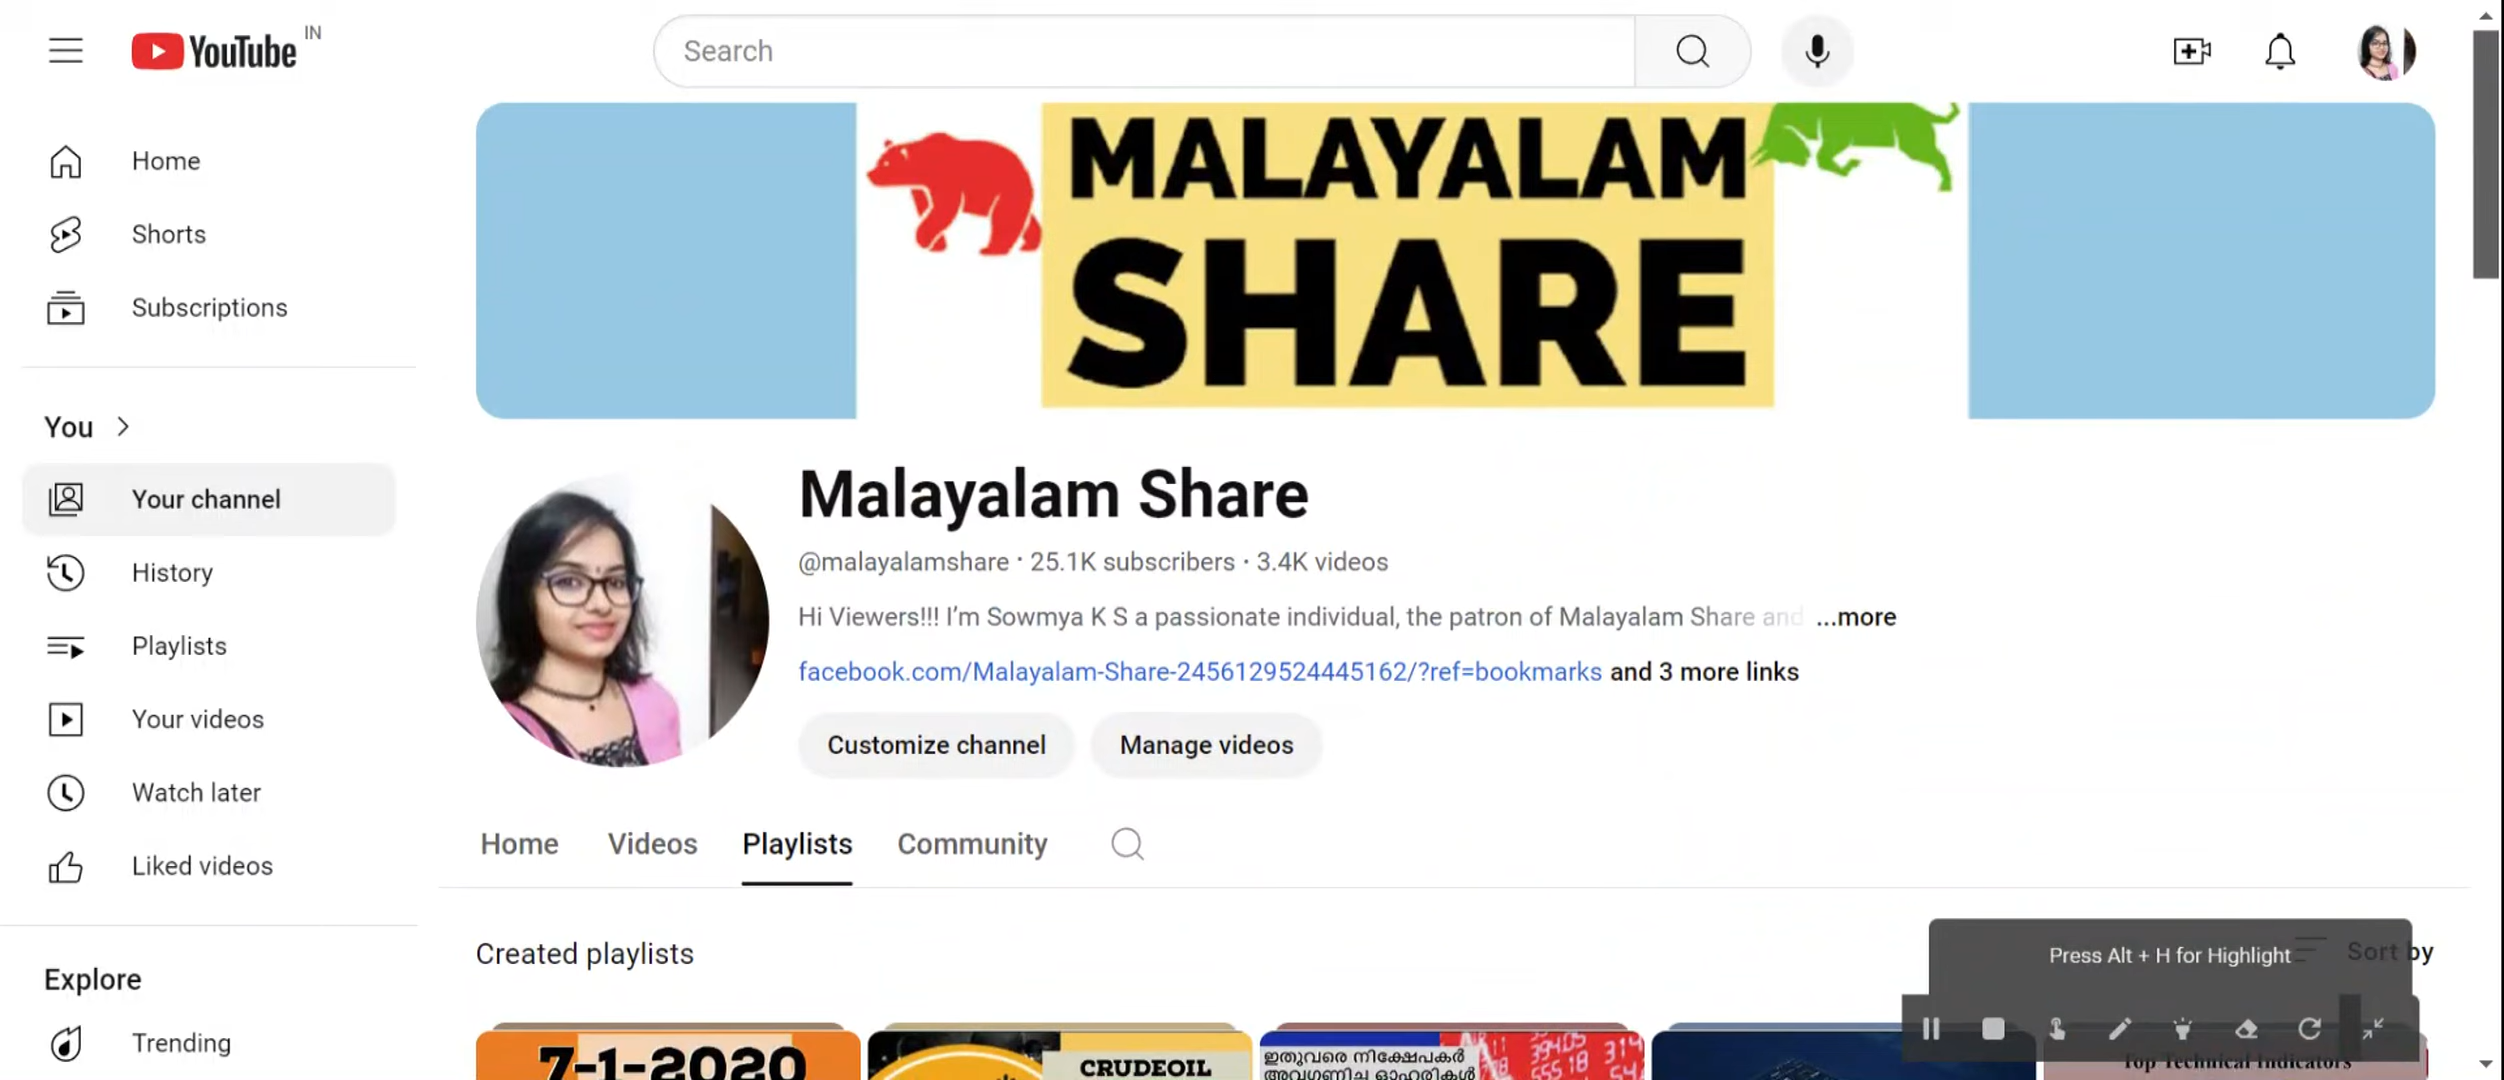 YouTube IN
Search
Home
Shorts
Subscriptions
You
Your channel
History
Playlists
Your videos
Watch later
Liked videos
Explore
Trending
MALAYALAM
SHARE
Malayalam Share
@malayalamshare · 25.1K subscribers · 3.4K videos
Hi Viewers!!! I'm Sowmya K S a passionate individual, the patron of Malayalam Share and ...more
facebook.com/Malayalam-Share-2456129524445162/?ref=bookmarks and 3 more links
Customize channel Manage videos
Home Videos Playlists Community
Created playlists
Sort by
Press Alt + H for Highlight
7-1-2020
CRUDEOIL
ഇതുവരെ നിക്ഷേപകർ
അവഗണിച്ച ഓഹരികൾ
Top Technical Indicators